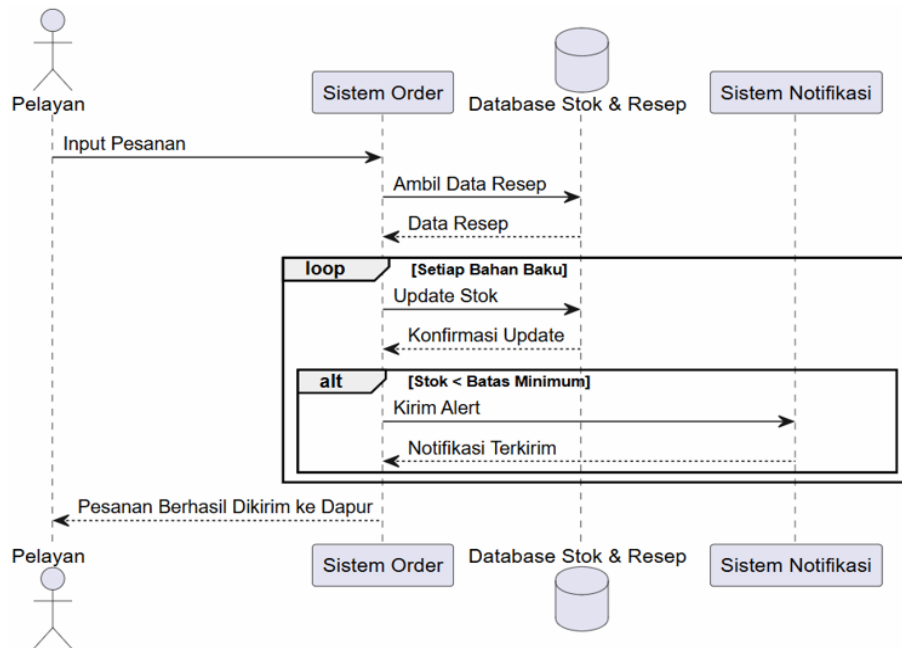 Pelayan
Sistem Order
Database Stok & Resep
Sistem Notifikasi
Input Pesanan
Ambil Data Resep
Data Resep
loop [Setiap Bahan Baku]
Update Stok
Konfirmasi Update
alt [Stok < Batas Minimum]
Kirim Alert
Notifikasi Terkirim
Pesanan Berhasil Dikirim ke Dapur
Pelayan
Sistem Order
Database Stok & Resep
Sistem Notifikasi